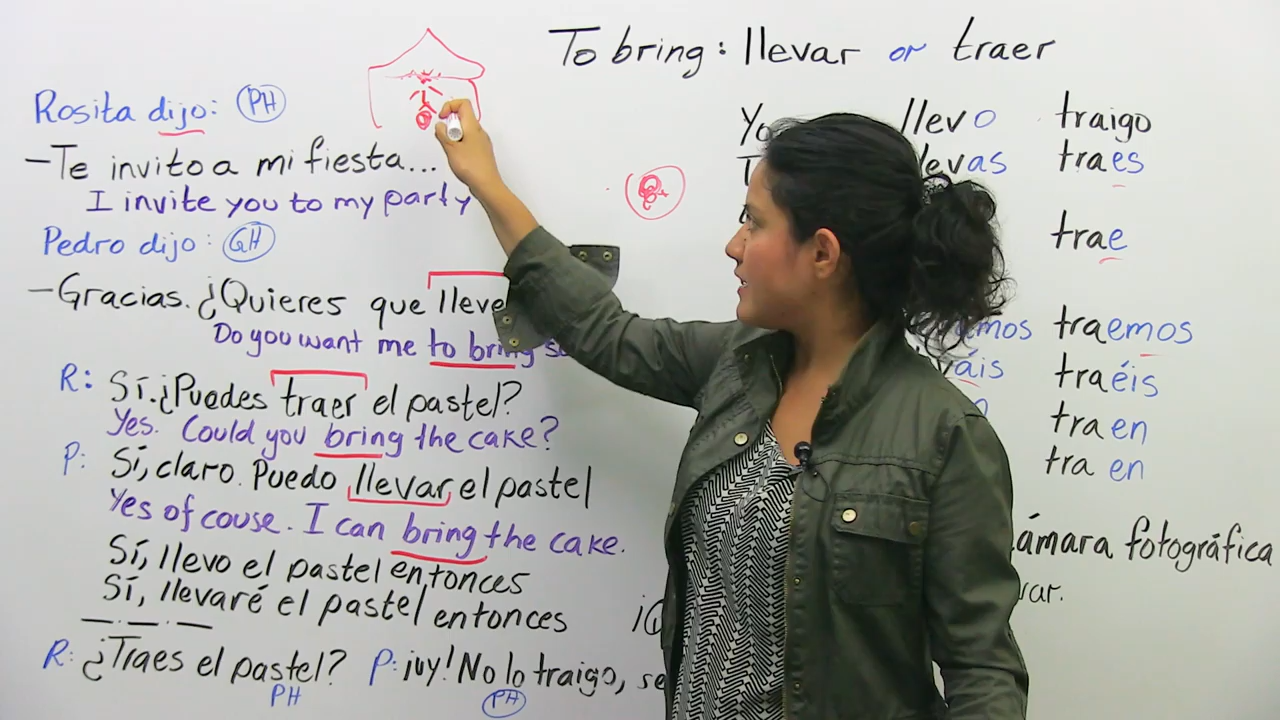 To bring: llevar or traer
Rosita dijo: PH
-Te invito a mi fiesta...
I invite you to my party
Pedro dijo: GH
-Gracias. ¿Quieres que lleve
Do you want me to bring
R: Sí. ¿Puedes traer el pastel?
Yes. Could you bring the cake?
P: Sí, claro. Puedo llevar el pastel
Yes of couse. I can bring the cake.
Sí, llevo el pastel entonces
Sí, llevaré el pastel entonces
R: ¿Traes el pastel? P: ¡uy! No lo traigo, se
PH PH
Yo llevo traigo
llevas traes
trae
amos traemos
áis traéis
traen
traen
ámara fotográfica
var.